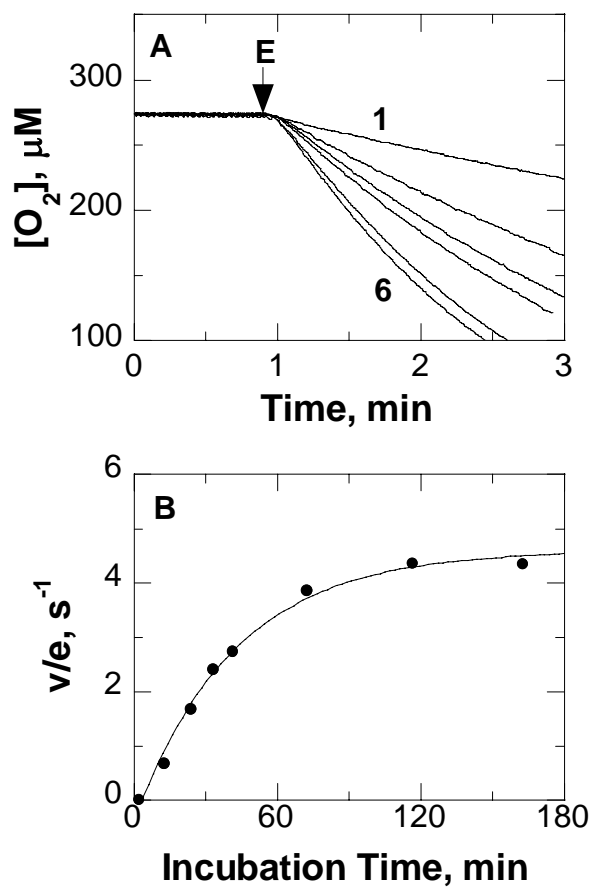 A
E
300
1
200
6
100
[O₂], μM
0
1
2
3
Time, min
6
B
4
2
0
v/e, s⁻¹
0
60
120
180
Incubation Time, min